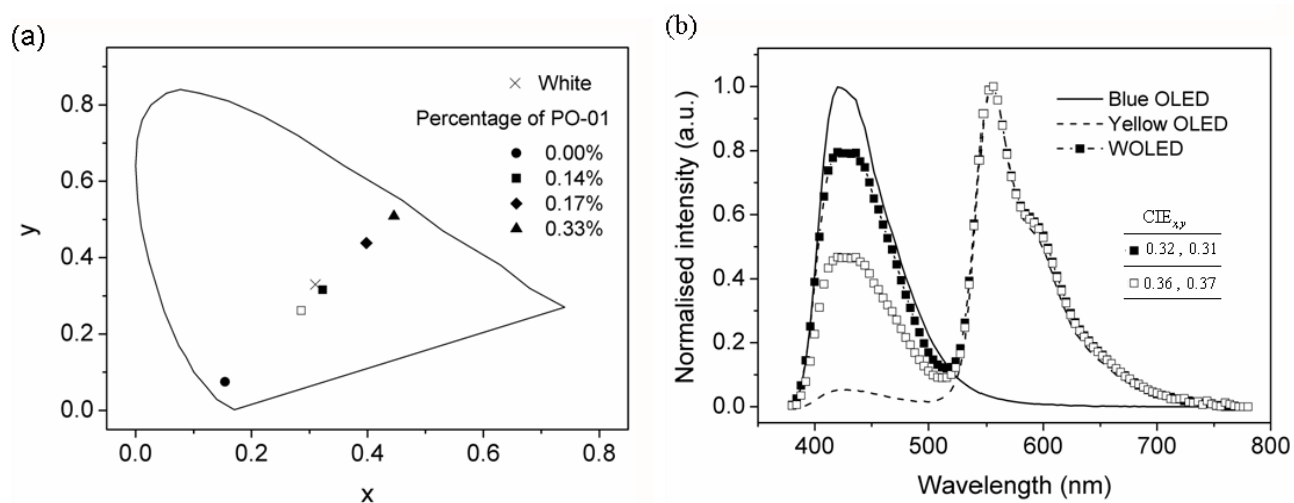 (a)
0.8
0.6
0.4
0.2
0.0
y
0.0 0.2 0.4 0.6 0.8
x
White
Percentage of PO-01
0.00%
0.14%
0.17%
0.33%
(b)
1.0
0.8
0.6
0.4
0.2
0.0
Normalised intensity (a.u.)
400 500 600 700 800
Wavelength (nm)
Blue OLED
Yellow OLED
WOLED
CIEx,y
0.32 , 0.31
0.36 , 0.37